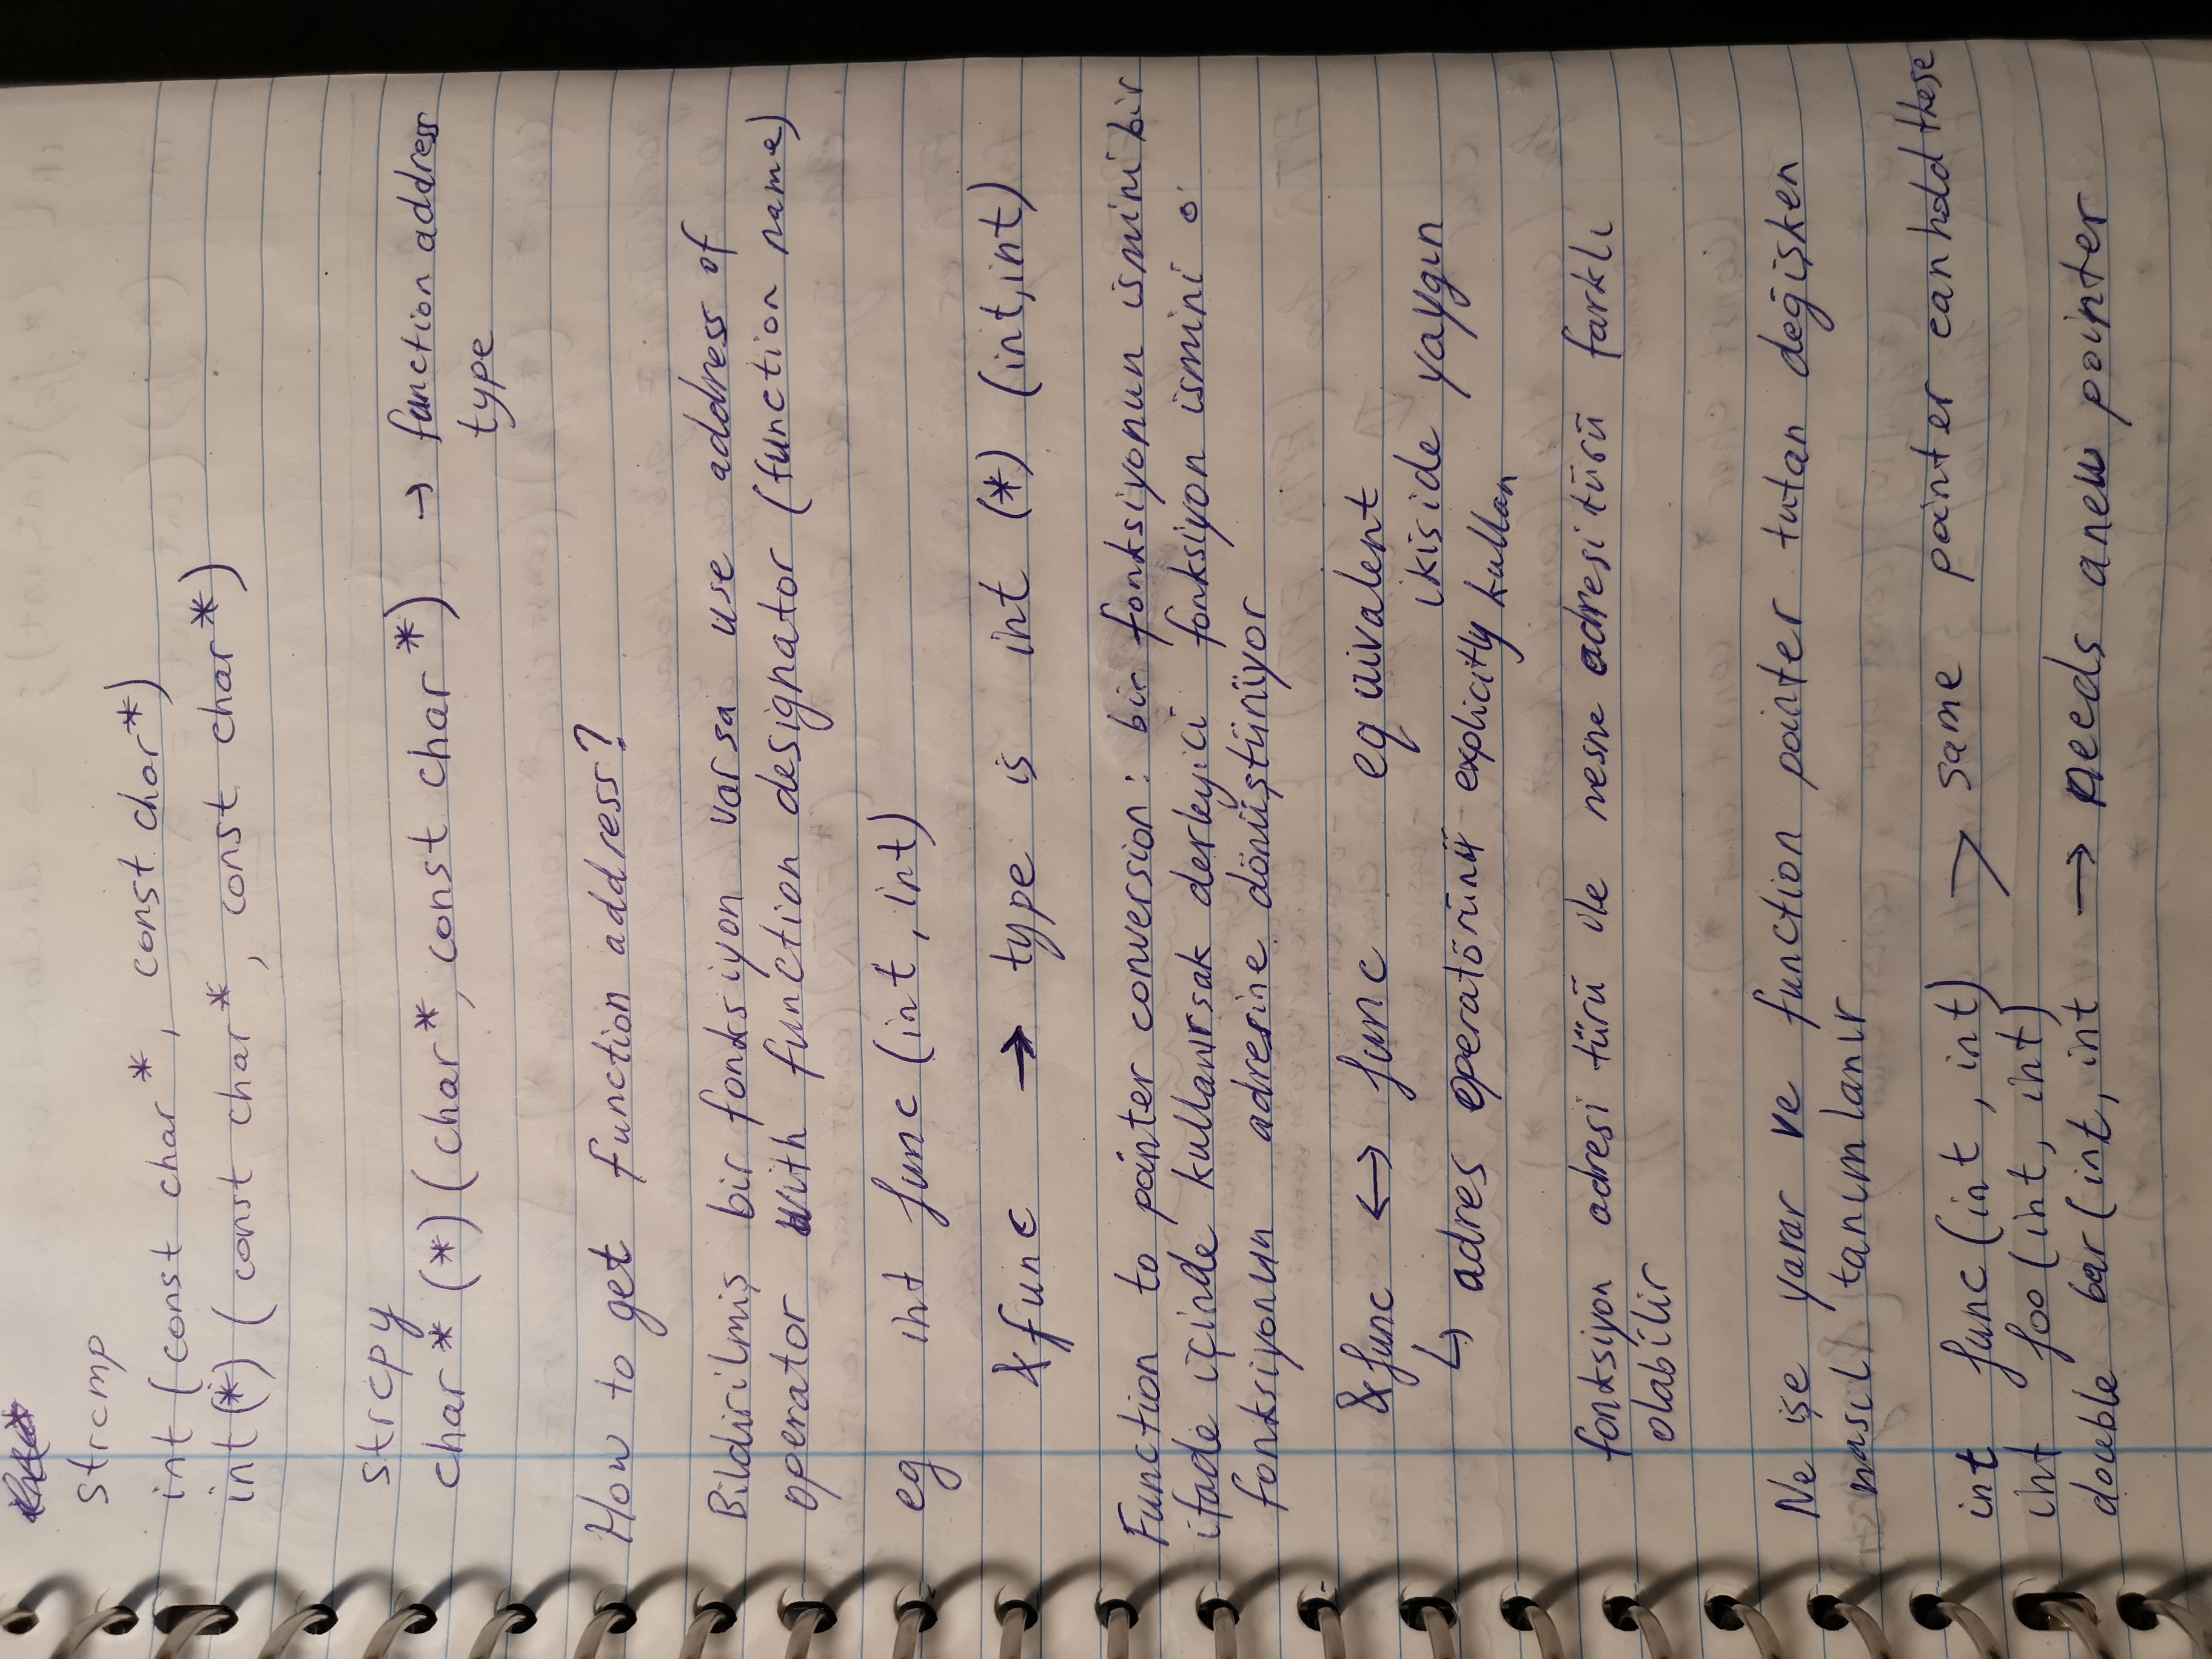 strcmp
int (const char*, const char*)
int(*) (const char*, const char*)
strcpy
char* (*) (char*, const char*) → function address
type
How to get function address?
Bildirilmiş bir fonksiyon varsa use address of
operator with function designator (function name)
eg int func (int, int)
&func → type is int (*) (int,int)
Function to pointer conversion: bir fonksiyonun ismini bir
ifade içinde kullanırsak derleyici fonksiyon ismini o
fonksiyonun adresine dönüştürüyor
&func ↔ func equivalent
ikiside yaygın
↳ adres operatörünü explicitly kullan
fonksiyon adresi türü ile nesne adresi türü farklı
olabilir
Ne işe yarar ve function pointer tutan değişken
nasıl tanımlanır
int func(int, int) > same pointer can hold these
int foo(int, int)
double bar(int, int → needs a new pointer